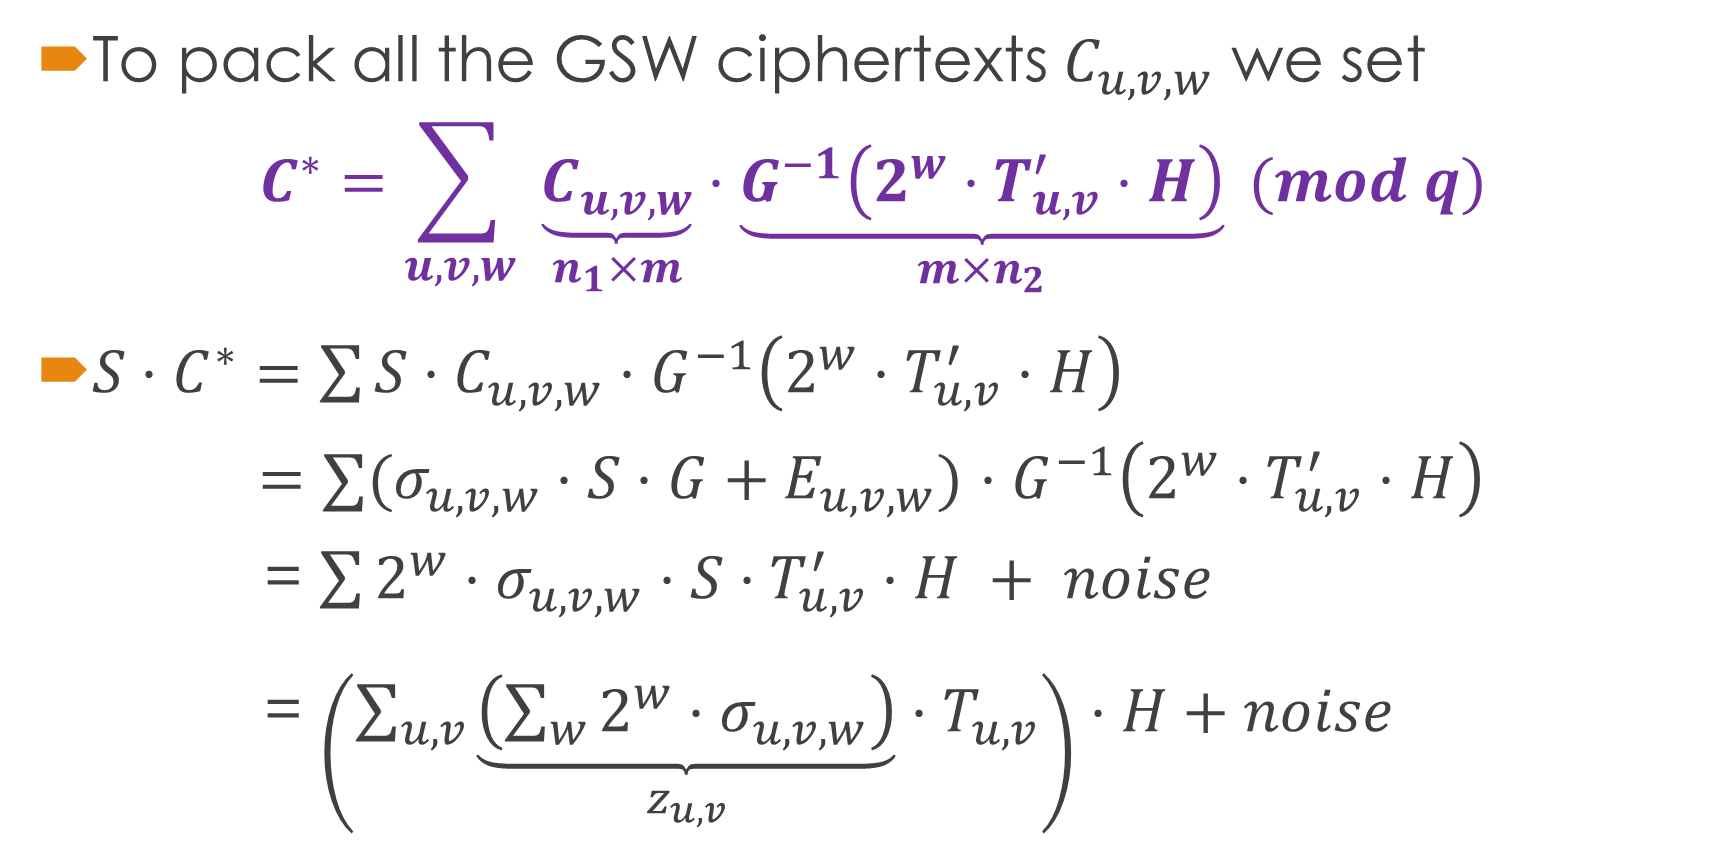 To pack all the GSW ciphertexts C_{u,v,w} we set
C* = ∑_{u,v,w} C_{u,v,w} · G^{−1}(2^w · T′_{u,v} · H) (mod q)
n_1×m m×n_2
S · C* = ∑ S · C_{u,v,w} · G^{−1}(2^w · T′_{u,v} · H)
= ∑(σ_{u,v,w} · S · G + E_{u,v,w}) · G^{−1}(2^w · T′_{u,v} · H)
= ∑ 2^w · σ_{u,v,w} · S · T′_{u,v} · H + noise
= (∑_{u,v} (∑_w 2^w · σ_{u,v,w}) · T_{u,v}) · H + noise
z_{u,v}